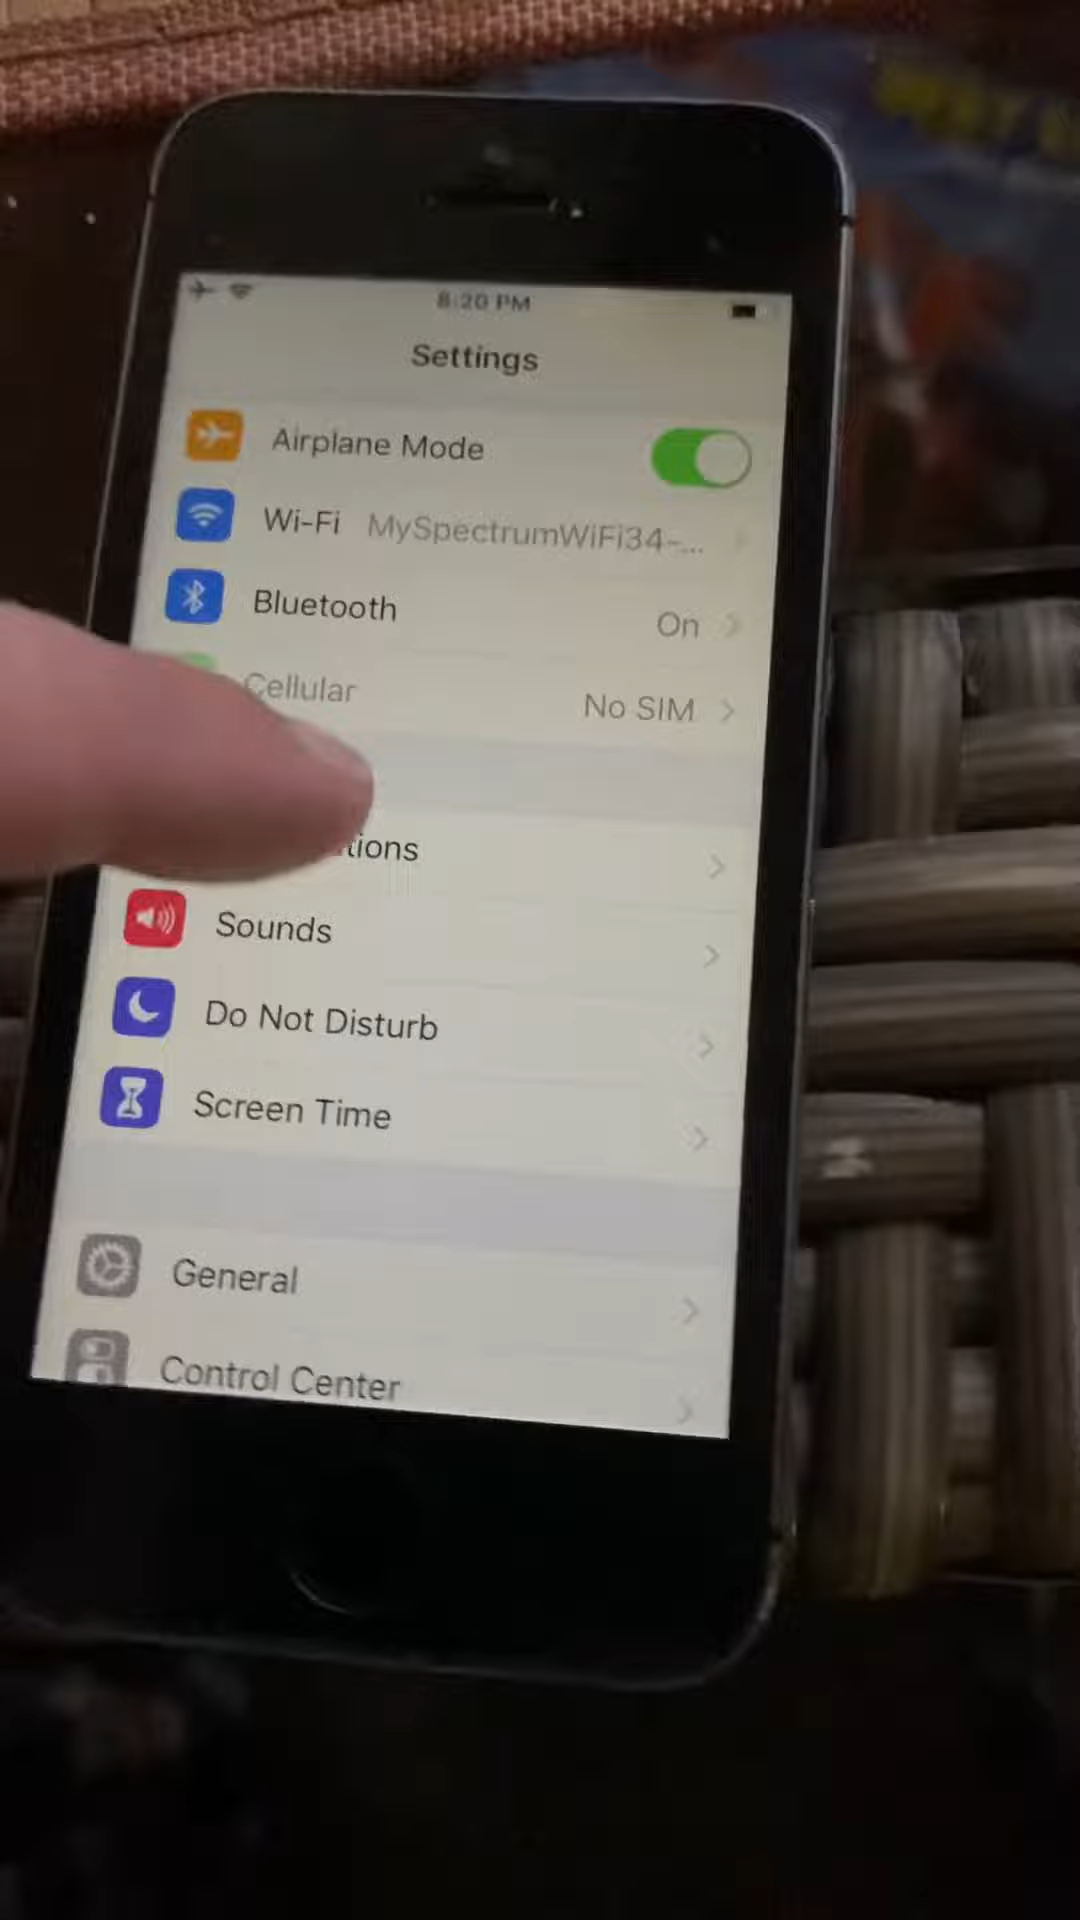 8:20 PM
Settings
Airplane Mode
Wi-Fi MySpectrumWiFi34-...
Bluetooth On
Cellular No SIM
tions
Sounds
Do Not Disturb
Screen Time
General
Control Center